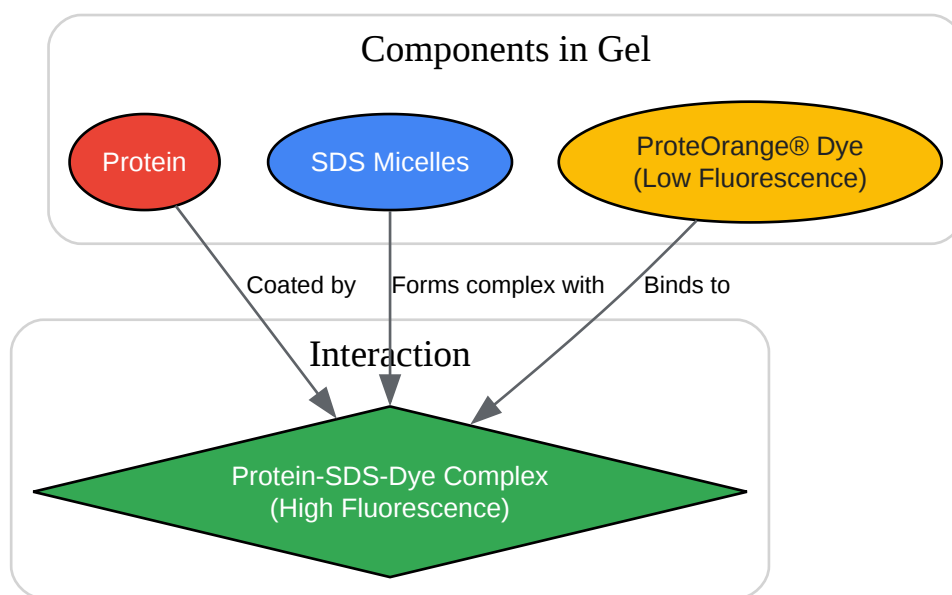 Components in Gel
Protein
SDS Micelles
ProteOrange® Dye
(Low Fluorescence)
Coated by
Forms complex with
Binds to
Interaction
Protein-SDS-Dye Complex
(High Fluorescence)